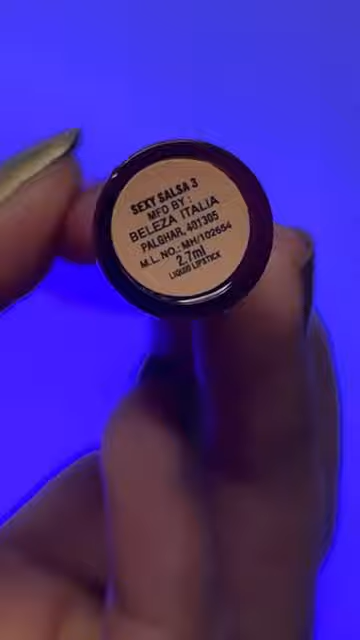 SEXY SALSA 3
MFD BY :
BELEZA ITALIA
PALGHAR, 401305
M.L. NO.: MH/102654
2.7ml
LIQUID LIPSTICK